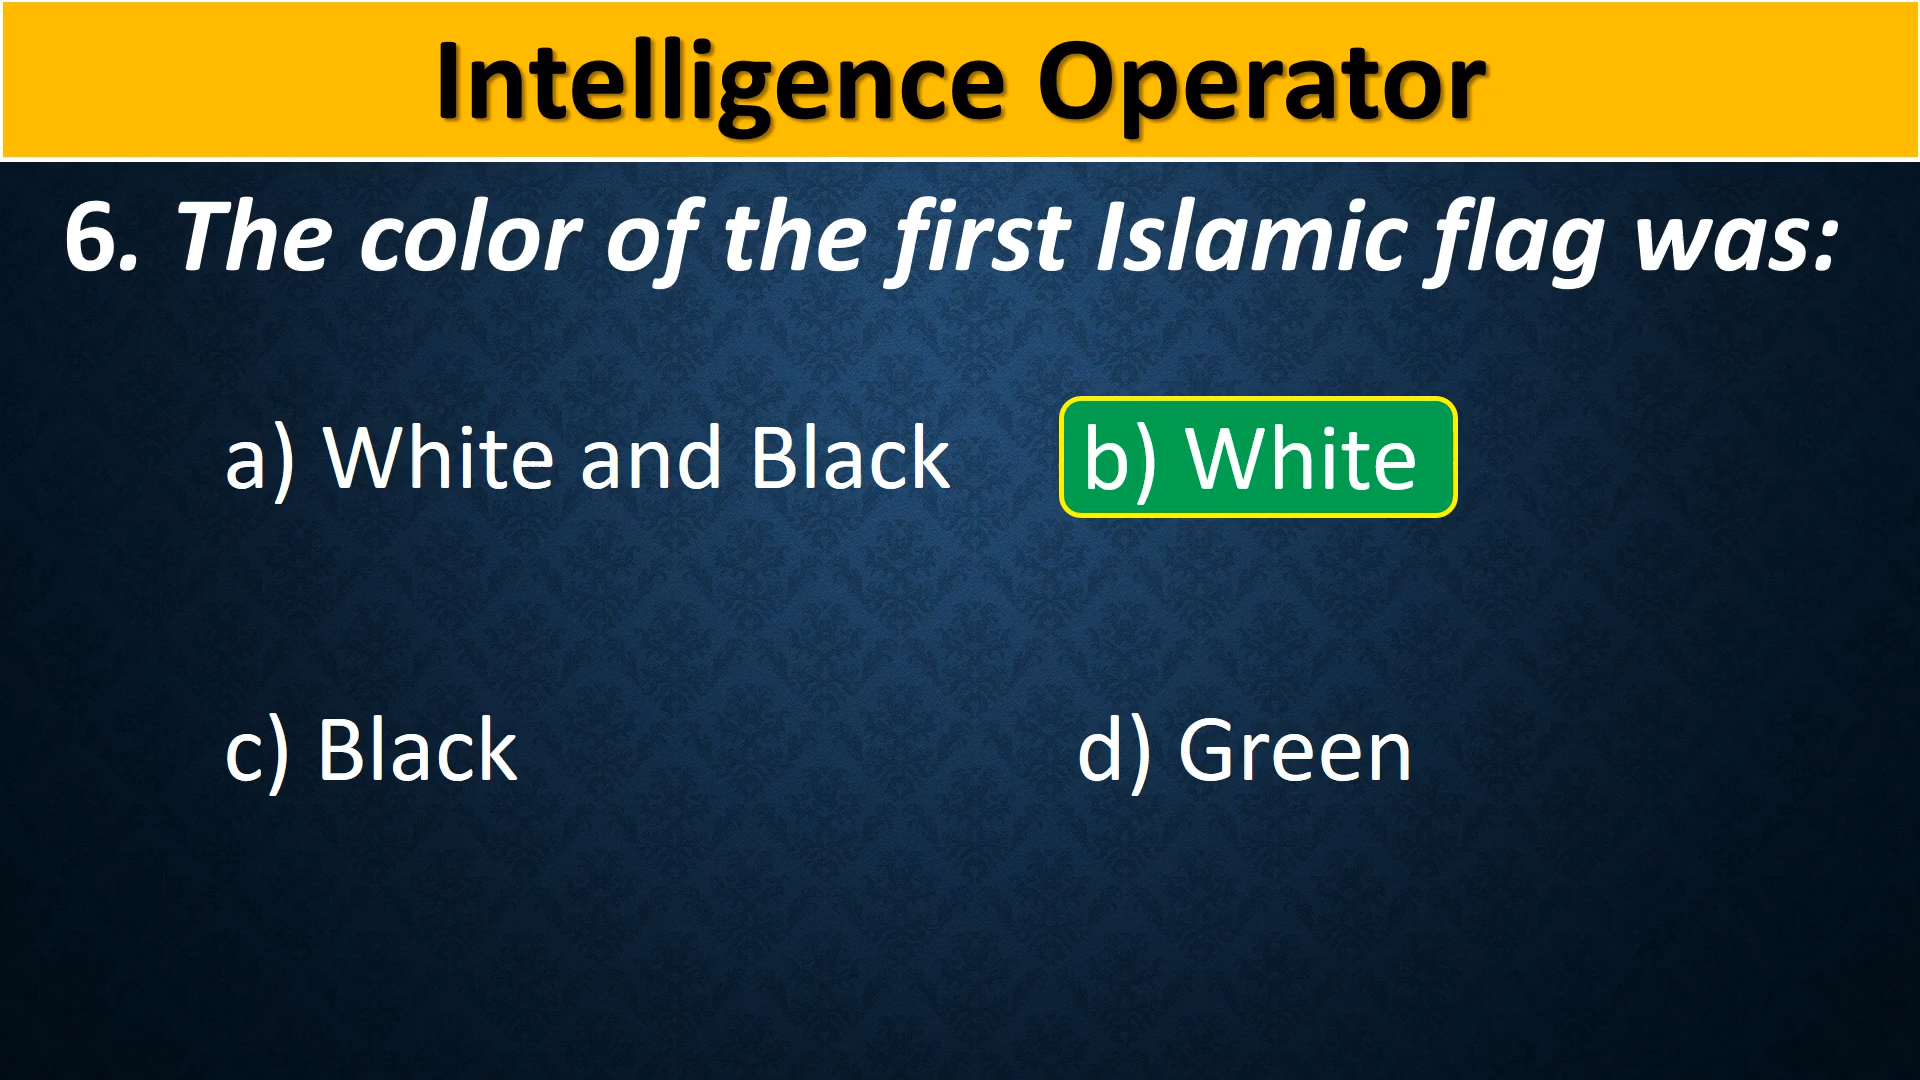 Intelligence Operator
6. The color of the first Islamic flag was:
a) White and Black
b) White
c) Black
d) Green